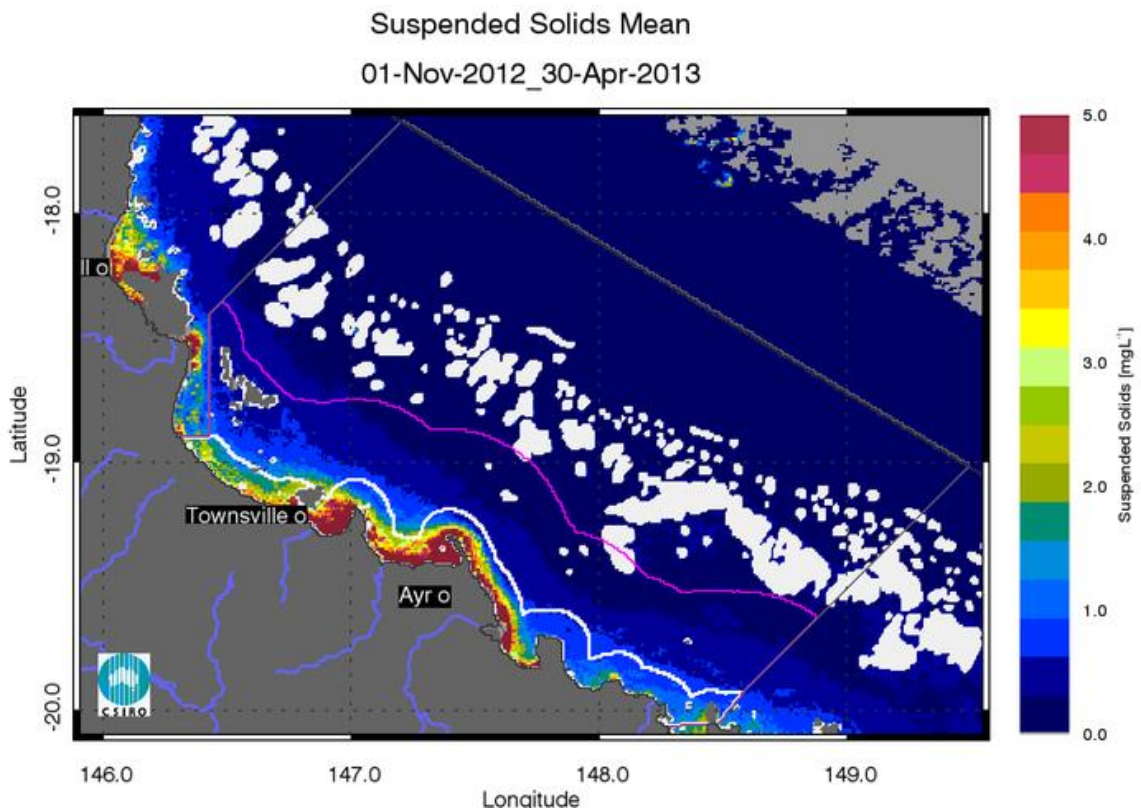 Suspended Solids Mean
01-Nov-2012_30-Apr-2013
5.0
-18.0
4.0
ll o
3.0
Latitude
Suspended Solids [mgL⁻]
-19.0
2.0
Townsville o
Ayr o
1.0
CSIRO
-20.0
0.0
146.0 147.0 148.0 149.0
Longitude